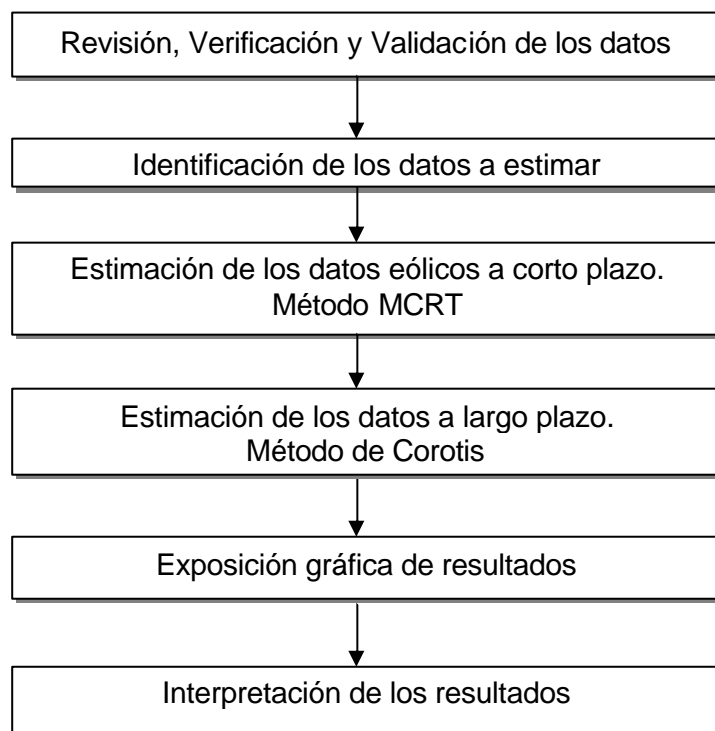 Revisión, Verificación y Validación de los datos
Identificación de los datos a estimar
Estimación de los datos eólicos a corto plazo.
Método MCRT
Estimación de los datos a largo plazo.
Método de Corotis
Exposición gráfica de resultados
Interpretación de los resultados